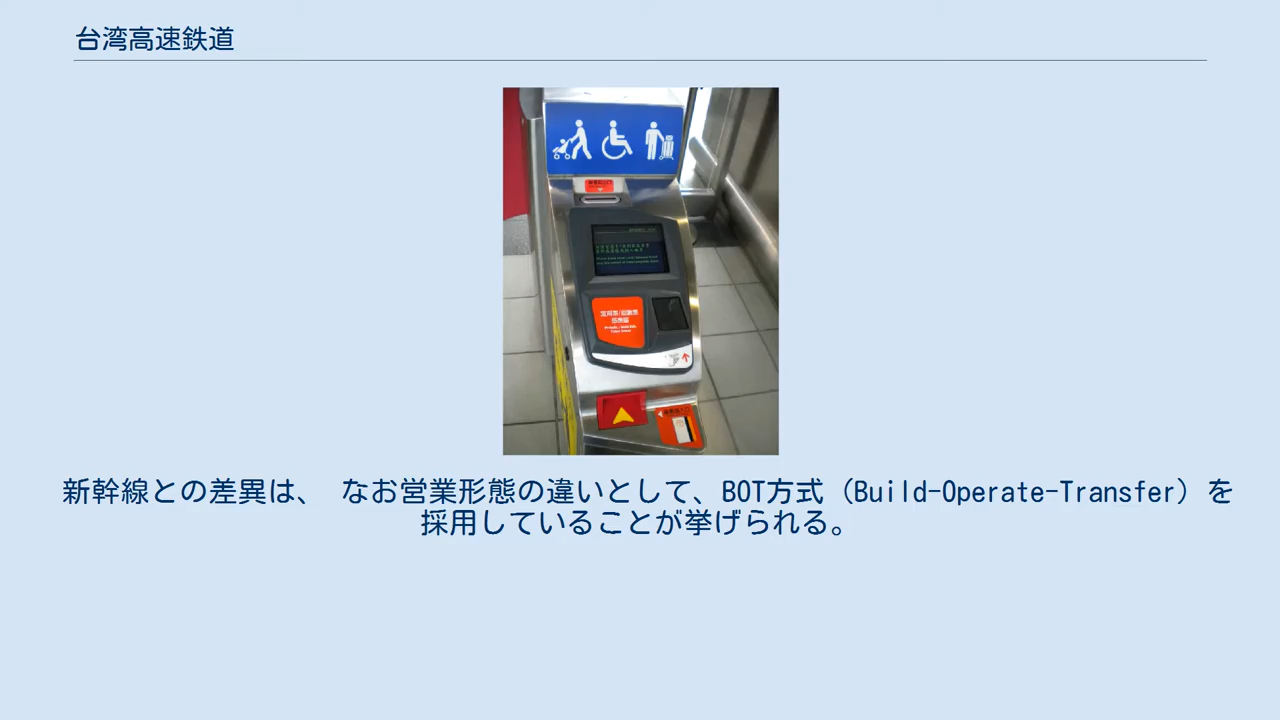 台湾高速鉄道
新幹線との差異は、 なお営業形態の違いとして、BOT方式（Build-Operate-Transfer）を
採用していることが挙げられる。